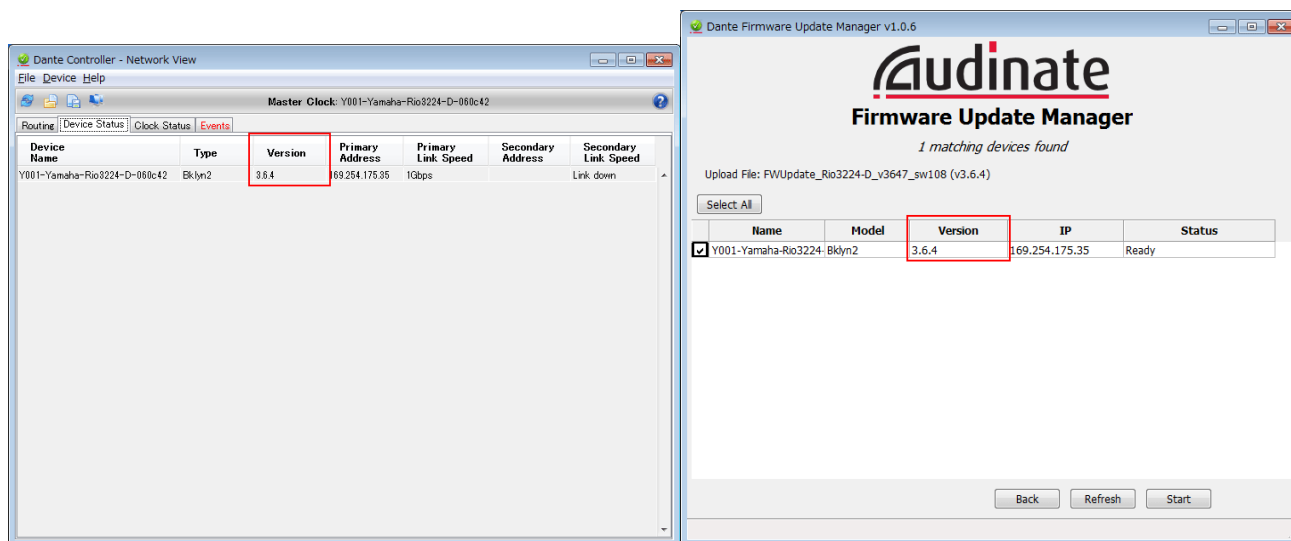 Dante Controller - Network View
File Device Help
Master Clock: Y001-Yamaha-Rio3224-D-060c42
Routing Device Status Clock Status Events
Device Name Type Version Primary Address Primary Link Speed Secondary Address Secondary Link Speed
Y001-Yamaha-Rio3224-D-060c42 Bklyn2 3.6.4 169.254.175.35 1Gbps Link down
Dante Firmware Update Manager v1.0.6
Audinate
Firmware Update Manager
1 matching devices found
Upload File: FWUpdate_Rio3224-D_v3647_sw108 (v3.6.4)
Select All
Name Model Version IP Status
Y001-Yamaha-Rio3224- Bklyn2 3.6.4 169.254.175.35 Ready
Back Refresh Start